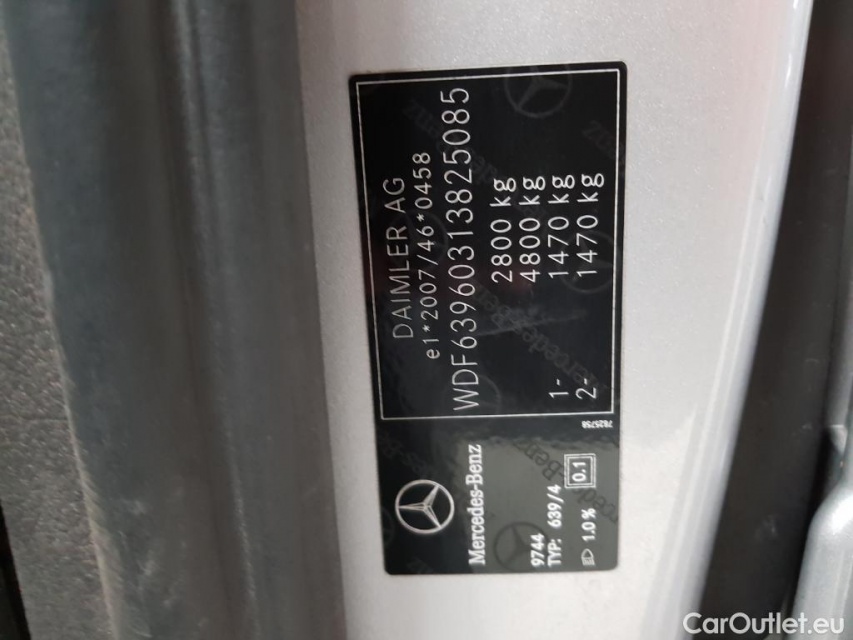 DAIMLER AG
e1*2007/46*0458
WDF63960313825085
2800 kg
4800 kg
1- 1470 kg
2- 1470 kg
7825758
Mercedes-Benz
9744
TYP: 639/4
1.0% 0.1
CarOutlet.eu